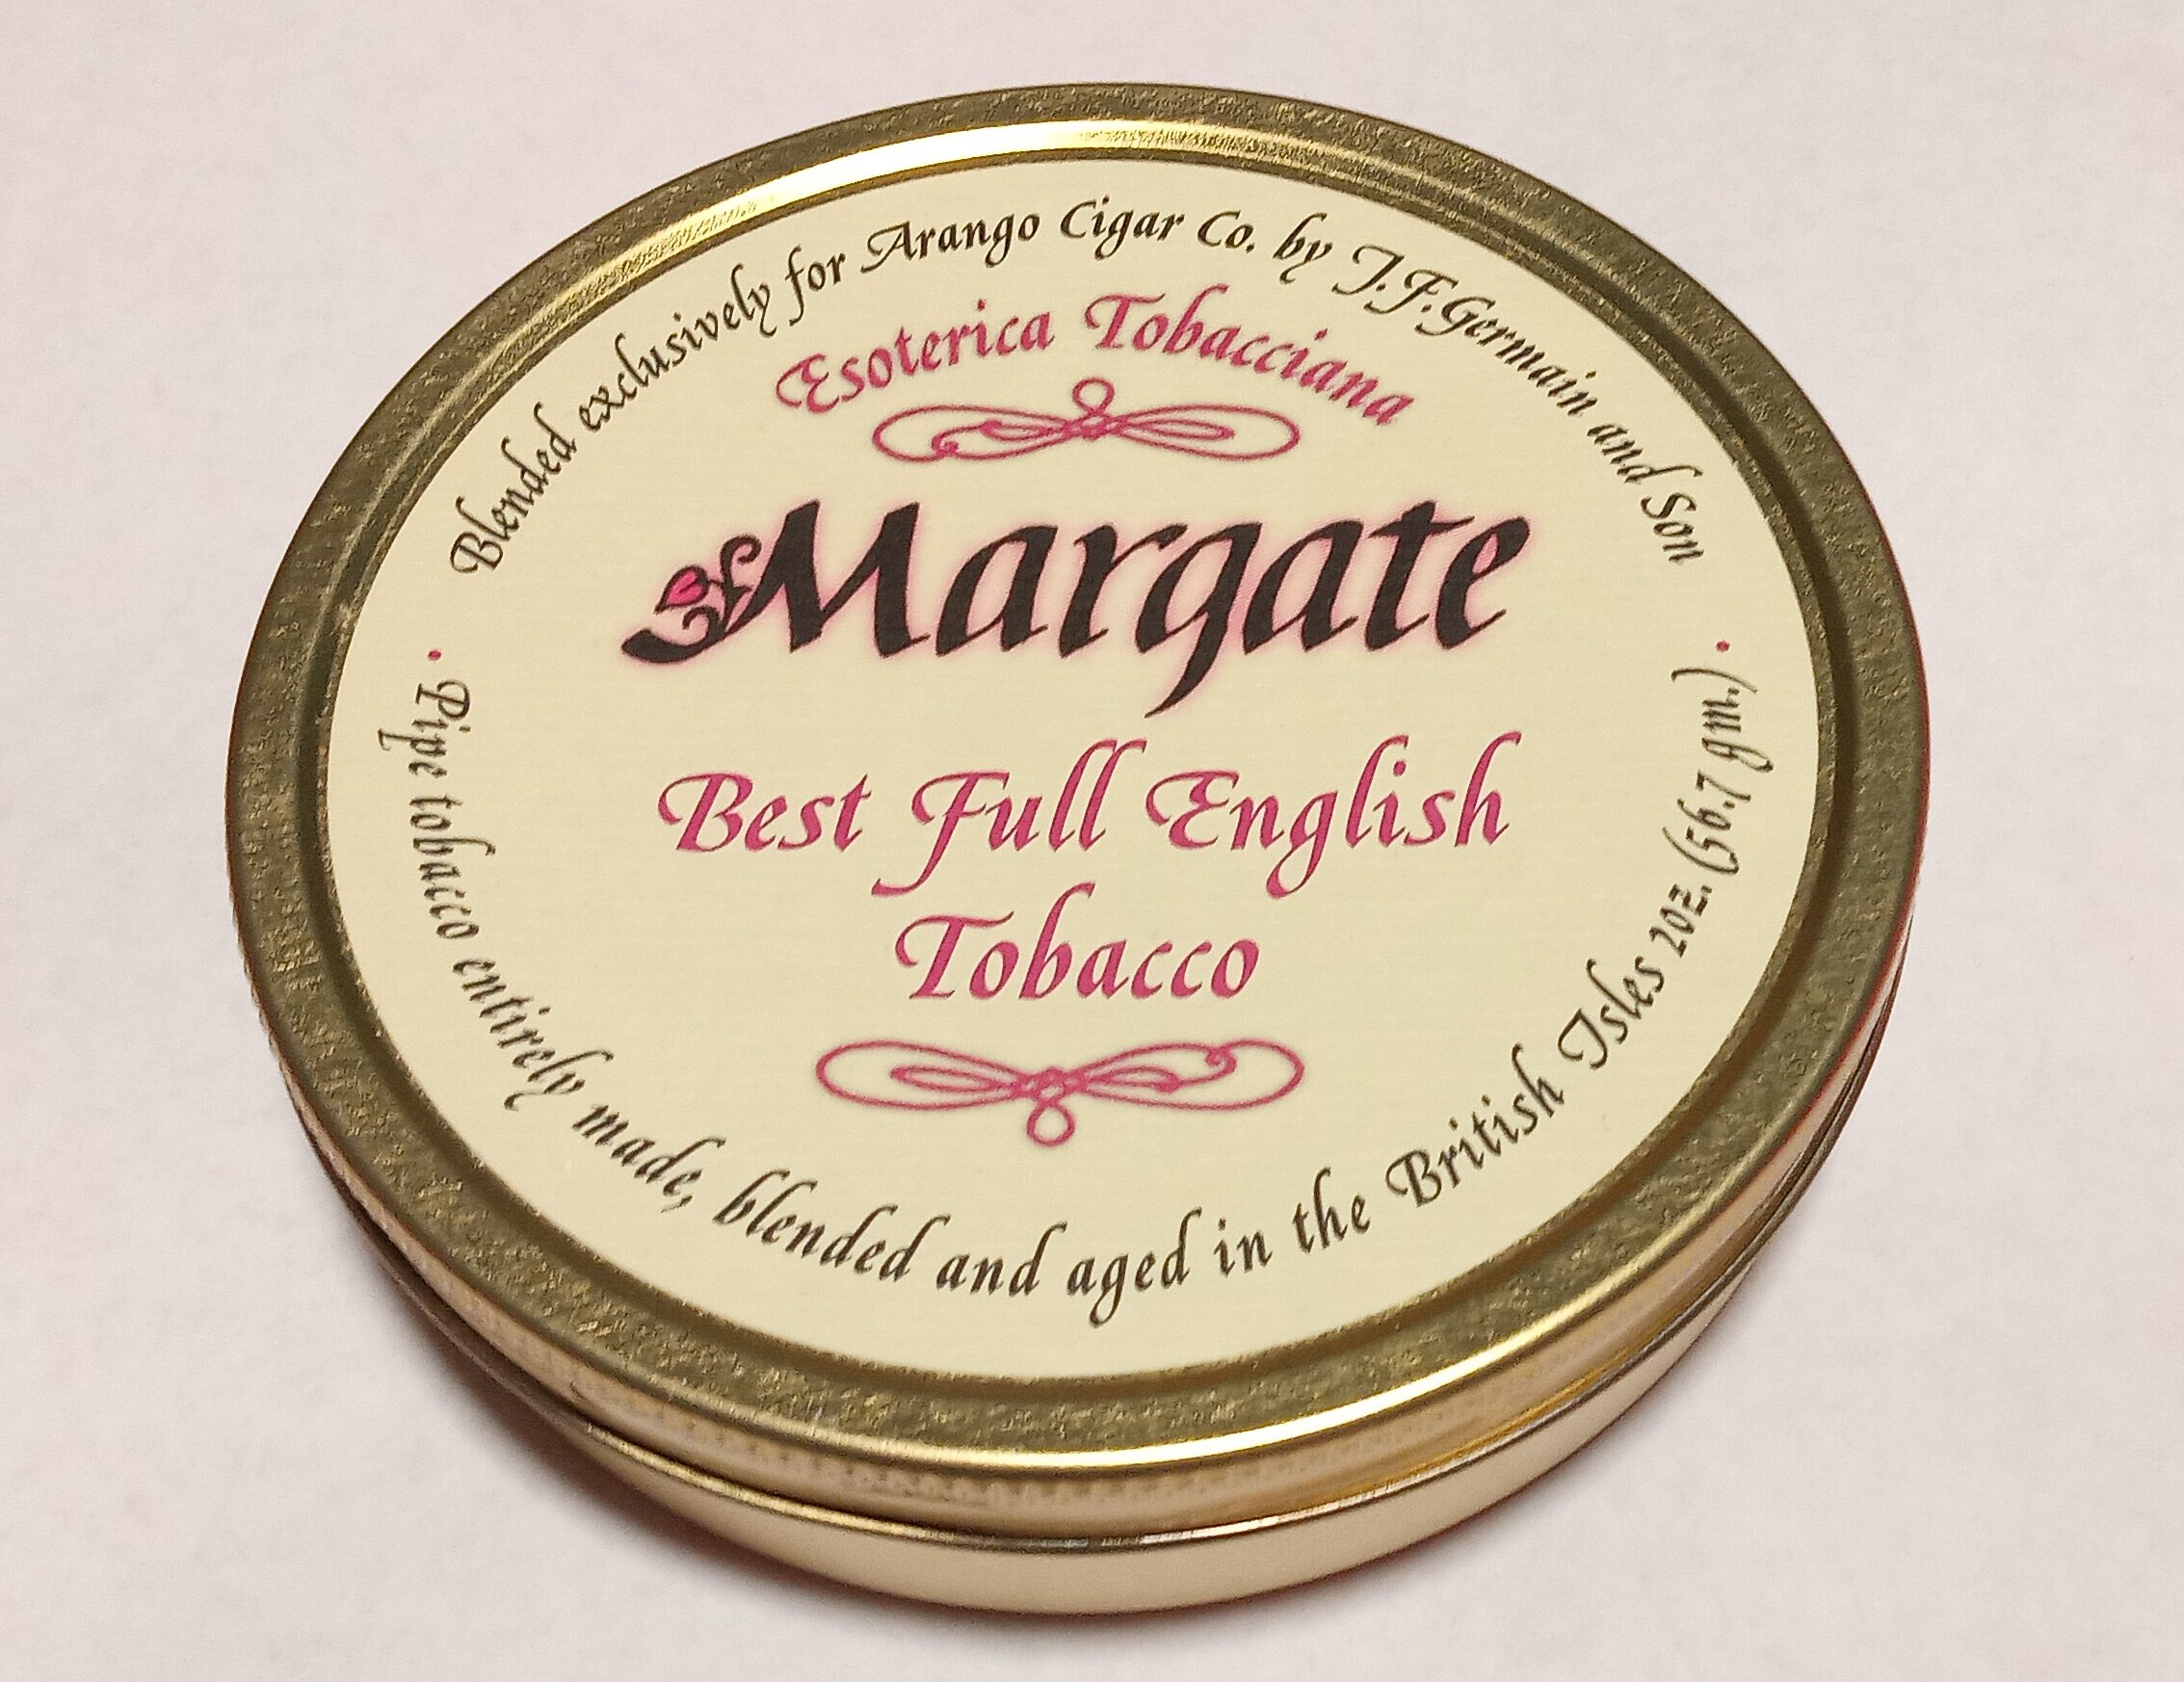 Blended exclusively for Arango Cigar Co. by J.F.Germain and Son
Esoterica Tobacciana
Margate
Best Full English
Tobacco
· Pipe tobacco entirely made, blended and aged in the British Isles 2oz. (56.7 gm.) ·